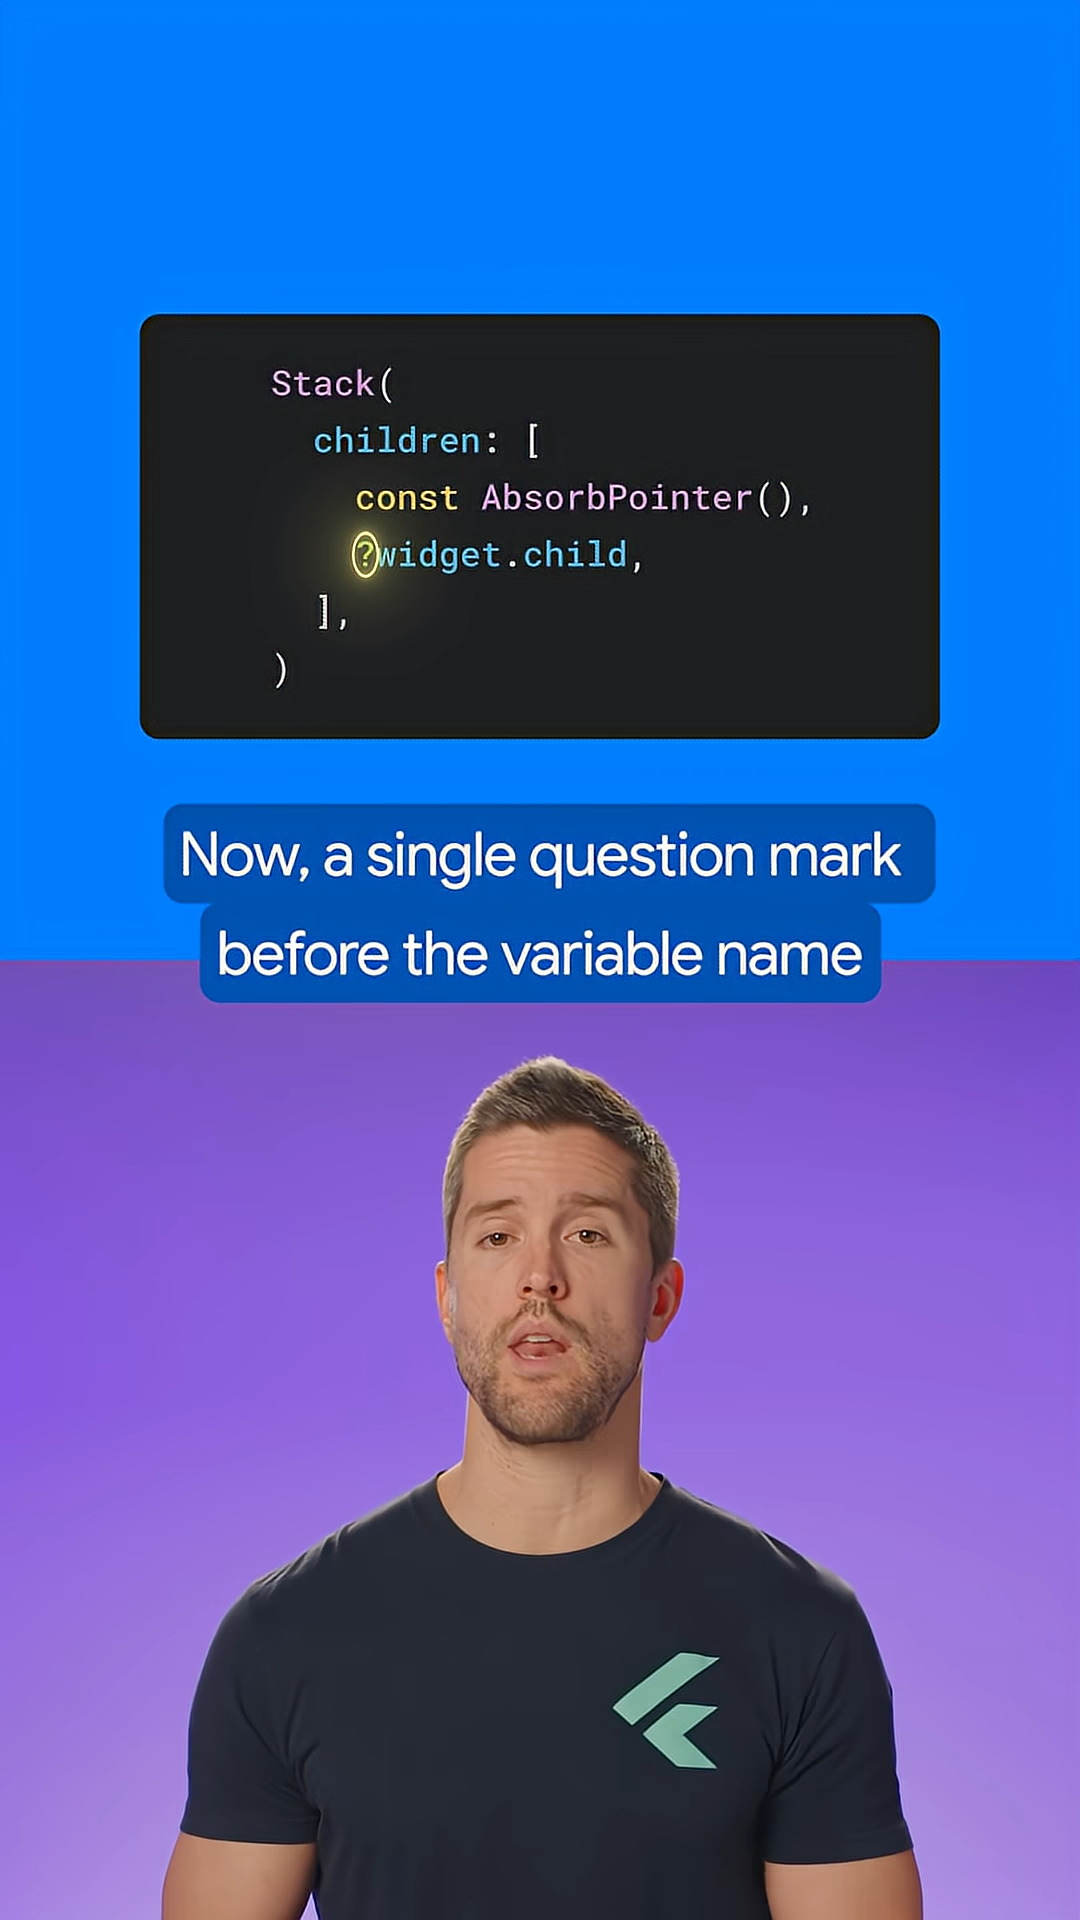 Stack(
children: [
const AbsorbPointer(),
?widget.child,
],
)
Now, a single question mark
before the variable name